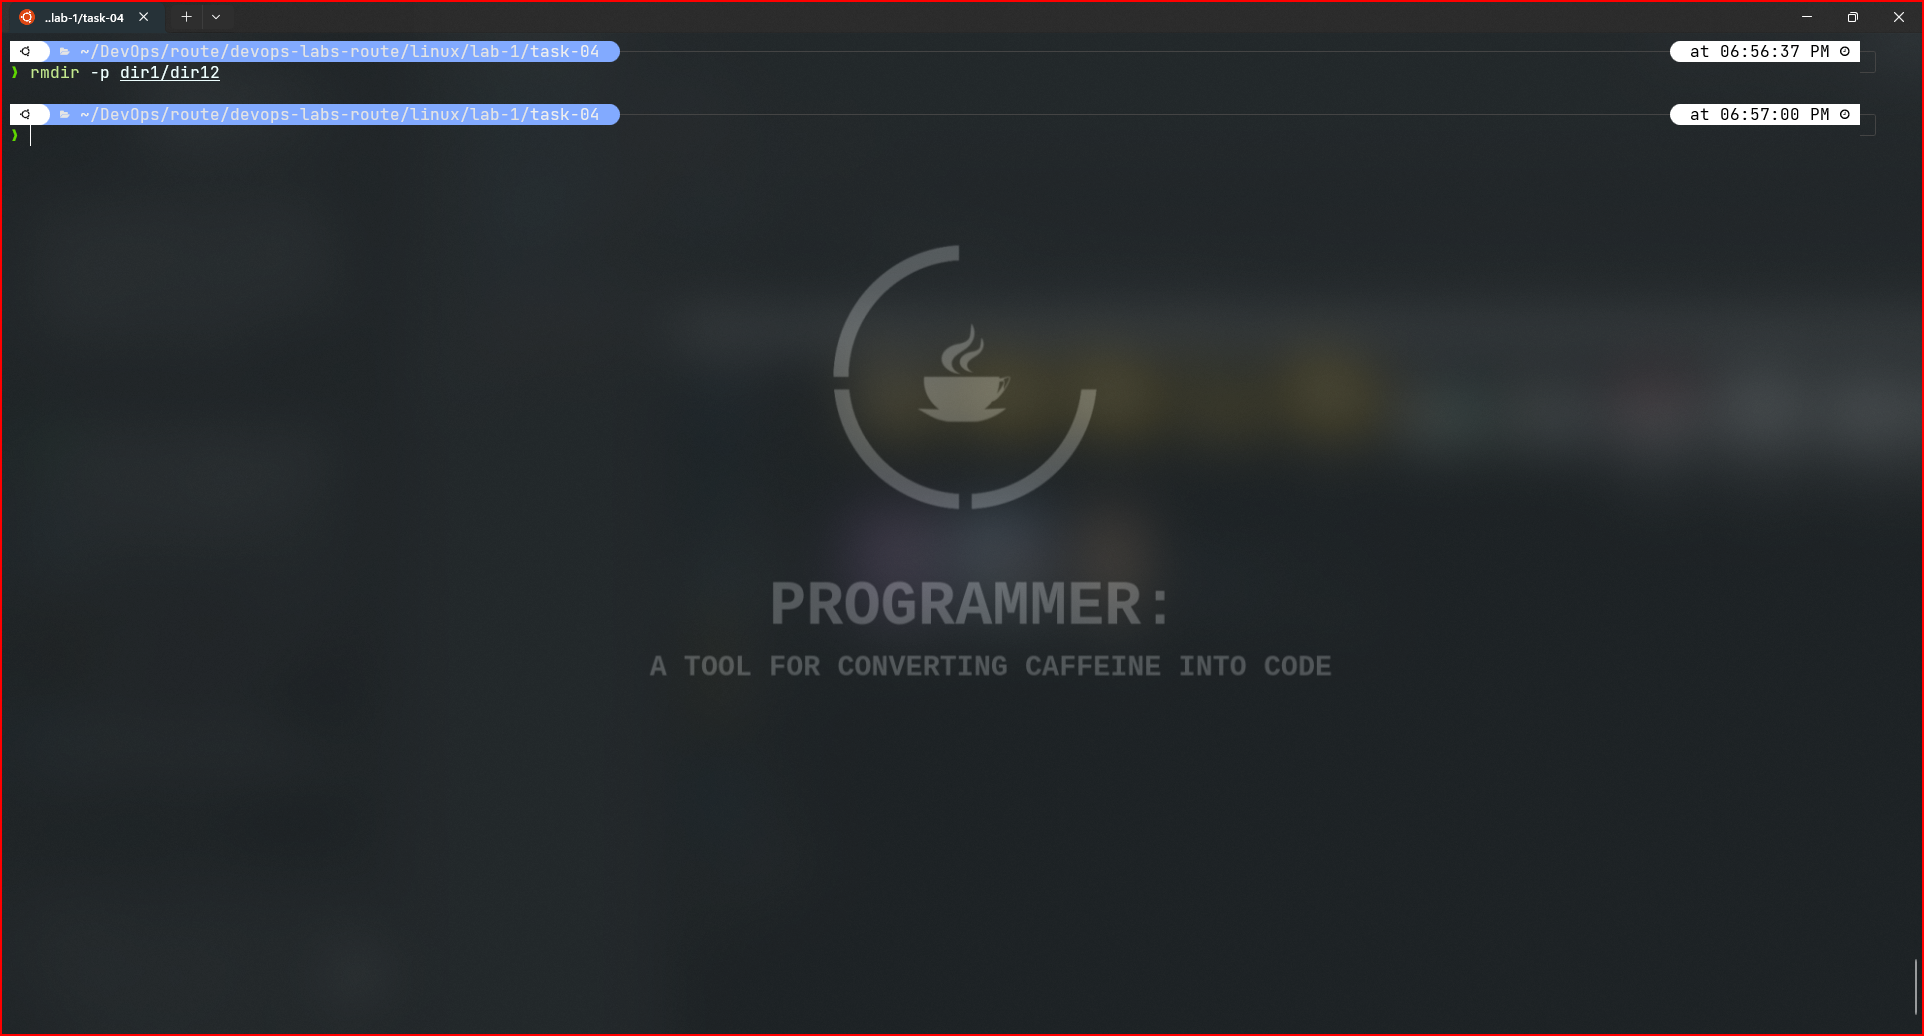 ..lab-1/task-04
~/DevOps/route/devops-labs-route/linux/lab-1/task-04 at 06:56:37 PM
❯ rmdir -p dir1/dir12
~/DevOps/route/devops-labs-route/linux/lab-1/task-04 at 06:57:00 PM
❯
PROGRAMMER:
A TOOL FOR CONVERTING CAFFEINE INTO CODE